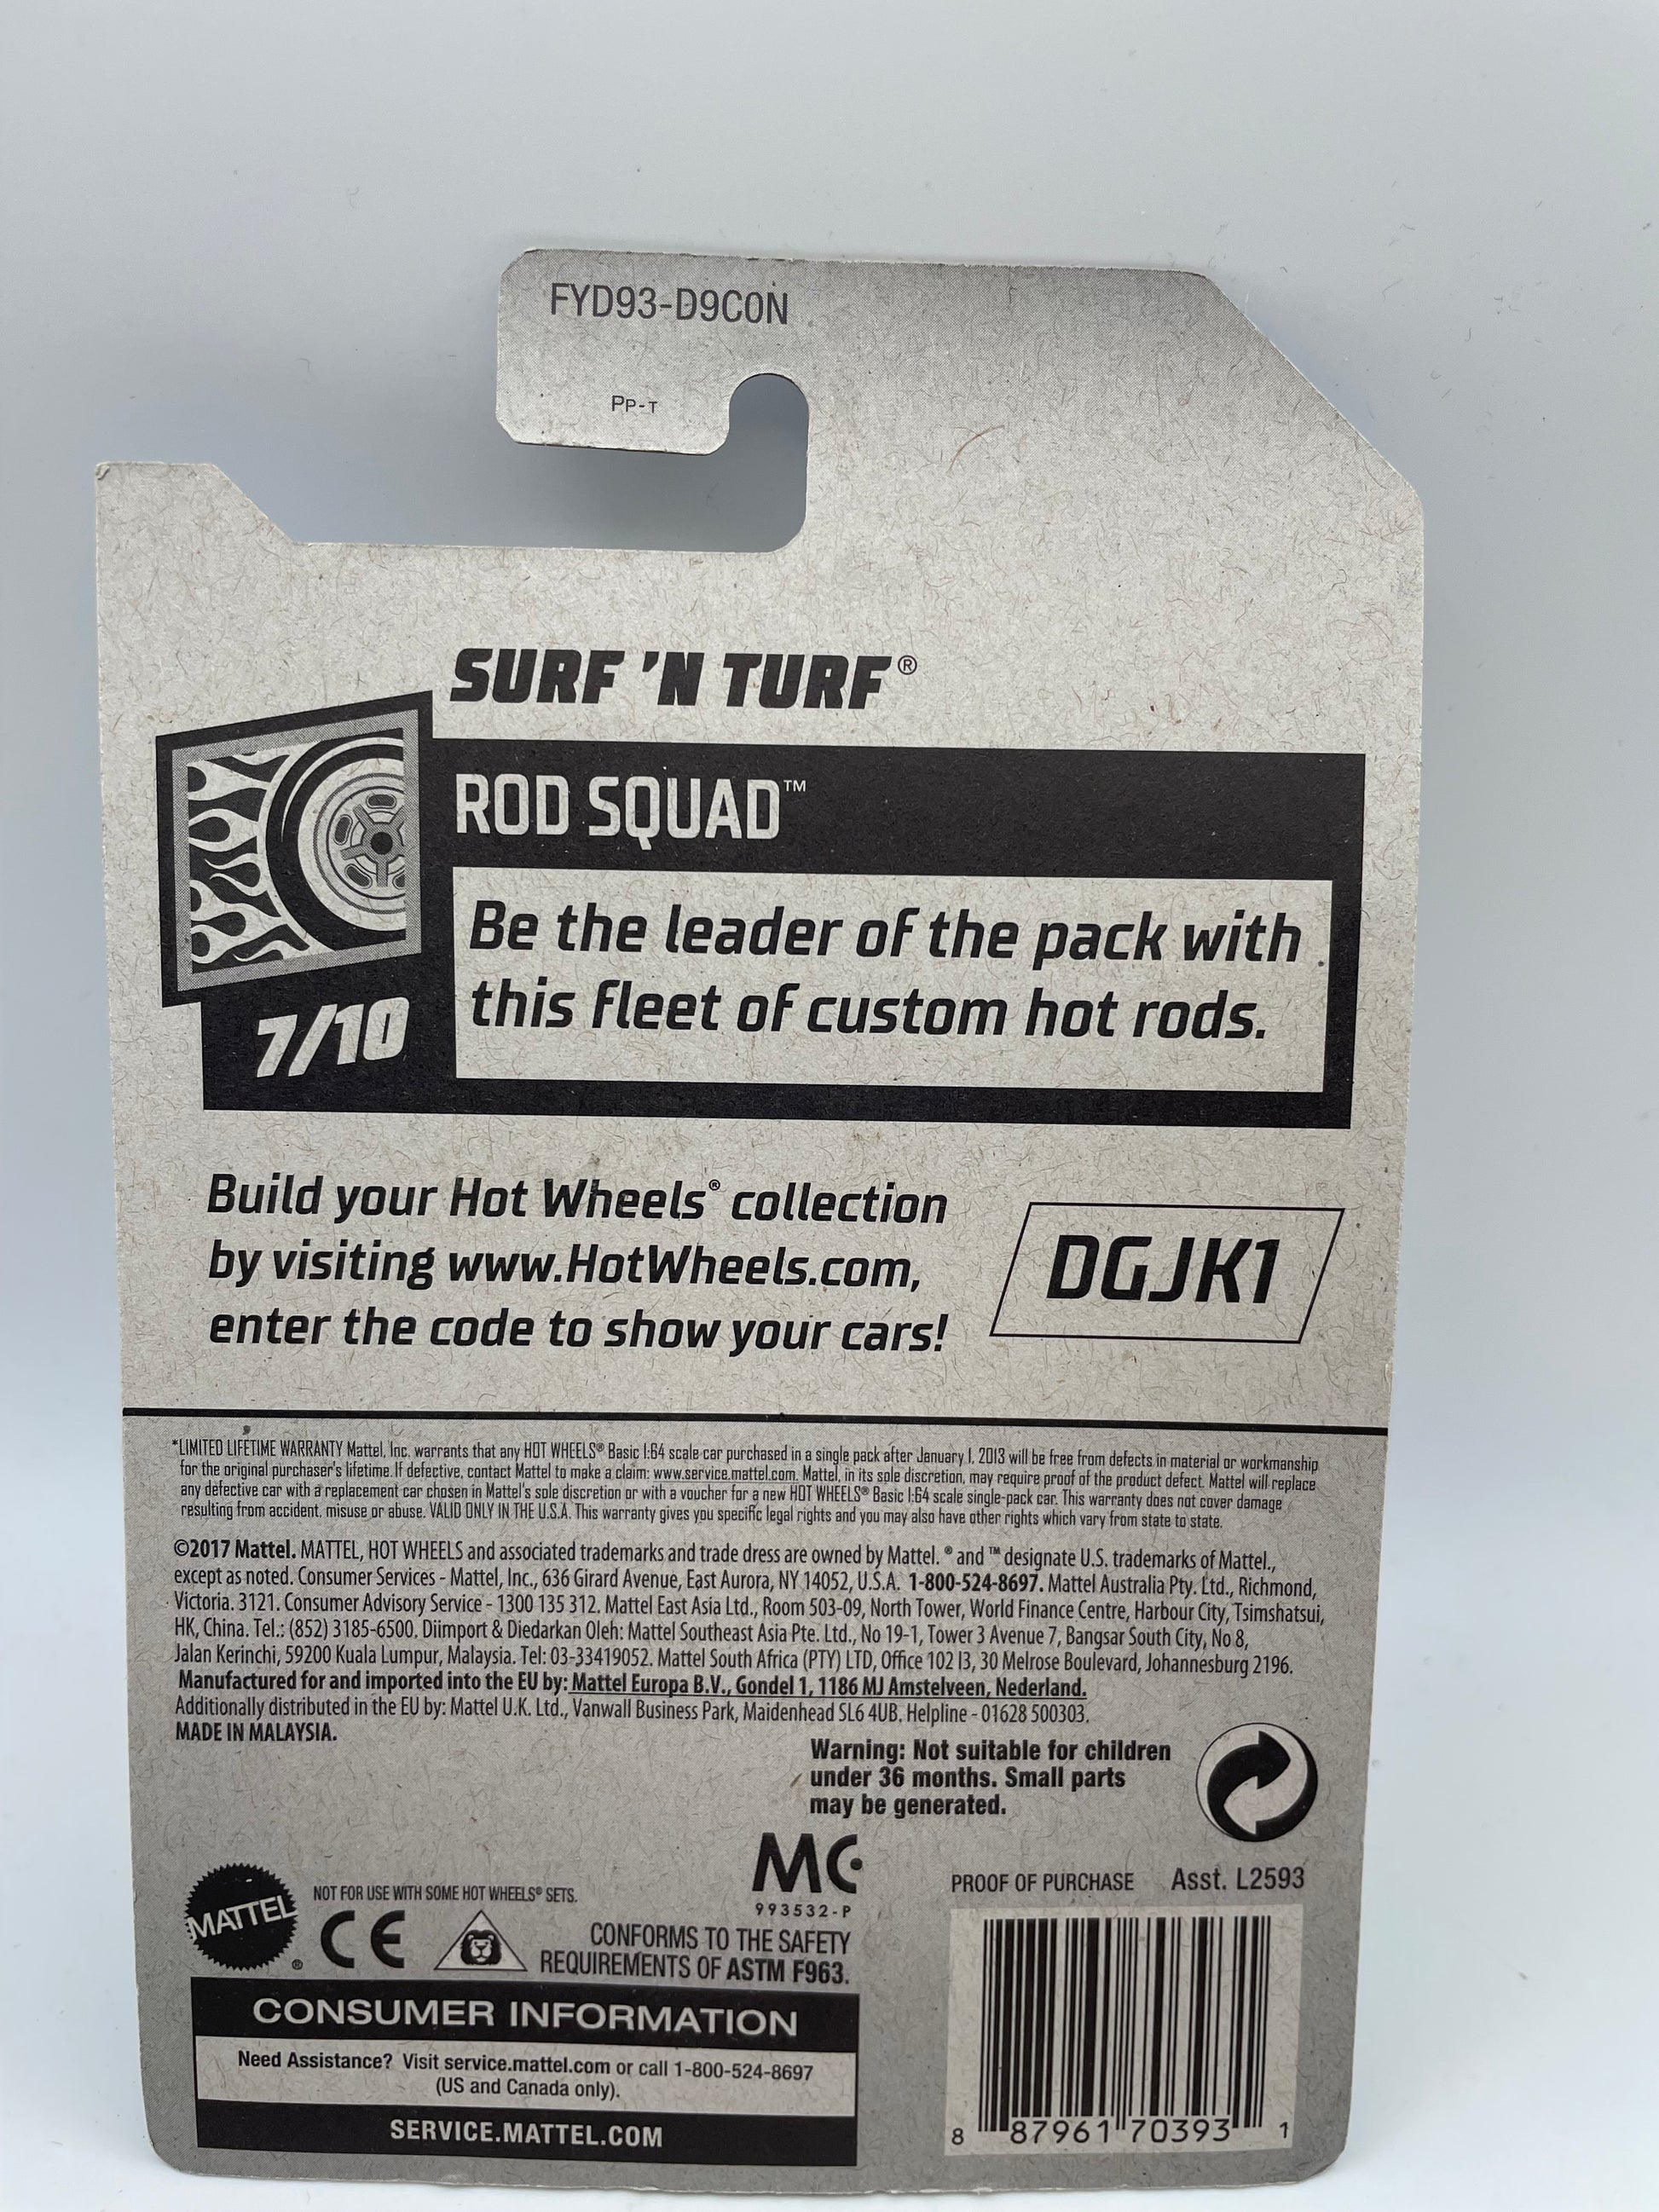 FYD93-D9C0N
PP-T
SURF 'N TURF®
ROD SQUAD™
Be the leader of the pack with
this fleet of custom hot rods.
7/10
Build your Hot Wheels® collection
by visiting www.HotWheels.com,
enter the code to show your cars!
DGJK1
*LIMITED LIFETIME WARRANTY Mattel, Inc. warrants that any HOT WHEELS® Basic 1:64 scale car purchased in a single pack after January 1, 2013 will be free from defects in material or workmanship
for the original purchaser's lifetime. If defective, contact Mattel to make a claim: www.service.mattel.com. Mattel, in its sole discretion, may require proof of the product defect. Mattel will replace
any defective car with a replacement car chosen in Mattel's sole discretion or with a voucher for a new HOT WHEELS® Basic 1:64 scale single-pack car. This warranty does not cover damage
resulting from accident, misuse or abuse. VALID ONLY IN THE U.S.A. This warranty gives you specific legal rights and you may also have other rights which vary from state to state.
©2017 Mattel. MATTEL, HOT WHEELS and associated trademarks and trade dress are owned by Mattel. ® and ™ designate U.S. trademarks of Mattel.,
except as noted. Consumer Services - Mattel, Inc., 636 Girard Avenue, East Aurora, NY 14052, U.S.A. 1-800-524-8697. Mattel Australia Pty. Ltd., Richmond,
Victoria. 3121. Consumer Advisory Service - 1300 135 312. Mattel East Asia Ltd., Room 503-09, North Tower, World Finance Centre, Harbour City, Tsimshatsui,
HK, China. Tel.: (852) 3185-6500. Diimport & Diedarkan Oleh: Mattel Southeast Asia Pte. Ltd., No 19-1, Tower 3 Avenue 7, Bangsar South City, No 8,
Jalan Kerinchi, 59200 Kuala Lumpur, Malaysia. Tel: 03-33419052. Mattel South Africa (PTY) LTD, Office 102 I3, 30 Melrose Boulevard, Johannesburg 2196.
Manufactured for and imported into the EU by: Mattel Europa B.V., Gondel 1, 1186 MJ Amstelveen, Nederland.
Additionally distributed in the EU by: Mattel U.K. Ltd., Vanwall Business Park, Maidenhead SL6 4UB. Helpline - 01628 500303.
MADE IN MALAYSIA.
Warning: Not suitable for children
under 36 months. Small parts
may be generated.
MC
993532-P
PROOF OF PURCHASE Asst. L2593
MATTEL®
NOT FOR USE WITH SOME HOT WHEELS® SETS.
CE
CONFORMS TO THE SAFETY
REQUIREMENTS OF ASTM F963.
CONSUMER INFORMATION
Need Assistance? Visit service.mattel.com or call 1-800-524-8697
(US and Canada only).
SERVICE.MATTEL.COM
8 87961 70393 1